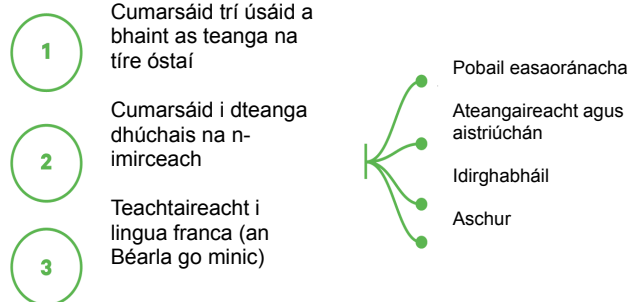 1
Cumarsáid trí úsáid a
bhaint as teanga na
tíre óstaí
2
Cumarsáid i dteanga
dhúchais na n-
imirceach
3
Teachtaireacht i
lingua franca (an
Béarla go minic)
Pobail easaoránacha
Ateangaireacht agus
aistriúchán
Idirghabháil
Aschur